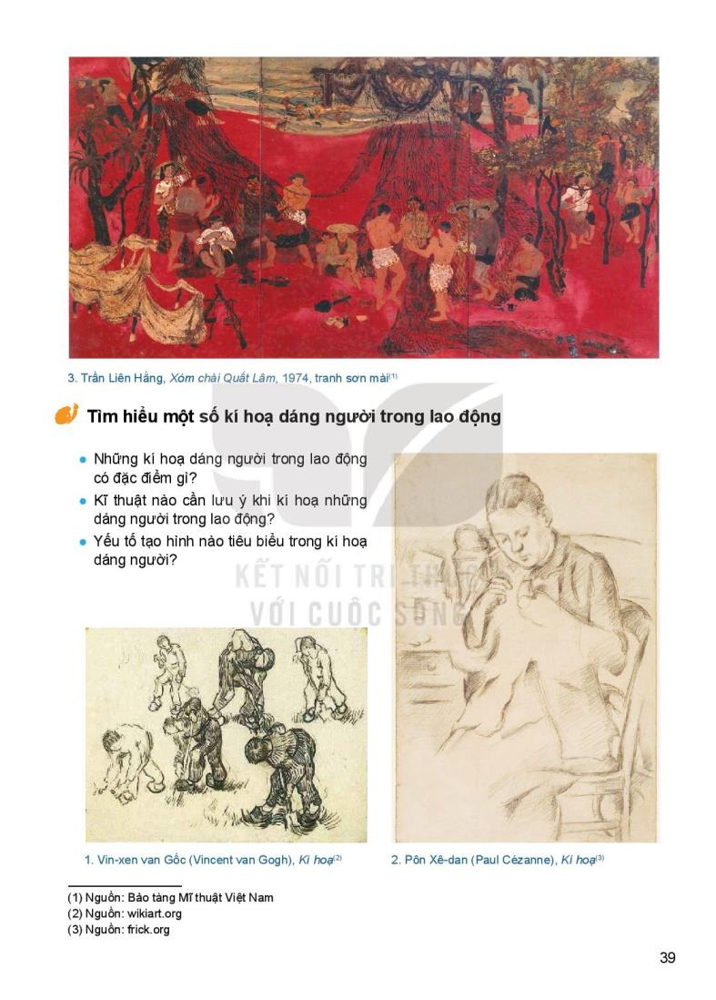 3. Trần Liên Hằng, Xóm chài Quất Lâm, 1974, tranh sơn mài(1)
Tìm hiểu một số kí hoạ dáng người trong lao động
● Những kí hoạ dáng người trong lao động
có đặc điểm gì?
● Kĩ thuật nào cần lưu ý khi kí hoạ những
dáng người trong lao động?
● Yếu tố tạo hình nào tiêu biểu trong kí hoạ
dáng người?
KẾT NỐI TRI THỨC
VỚI CUỘC SỐNG
1. Vin-xen van Gốc (Vincent van Gogh), Kí hoạ(2)
2. Pôn Xê-dan (Paul Cézanne), Kí hoạ(3)
(1) Nguồn: Bảo tàng Mĩ thuật Việt Nam
(2) Nguồn: wikiart.org
(3) Nguồn: frick.org
39